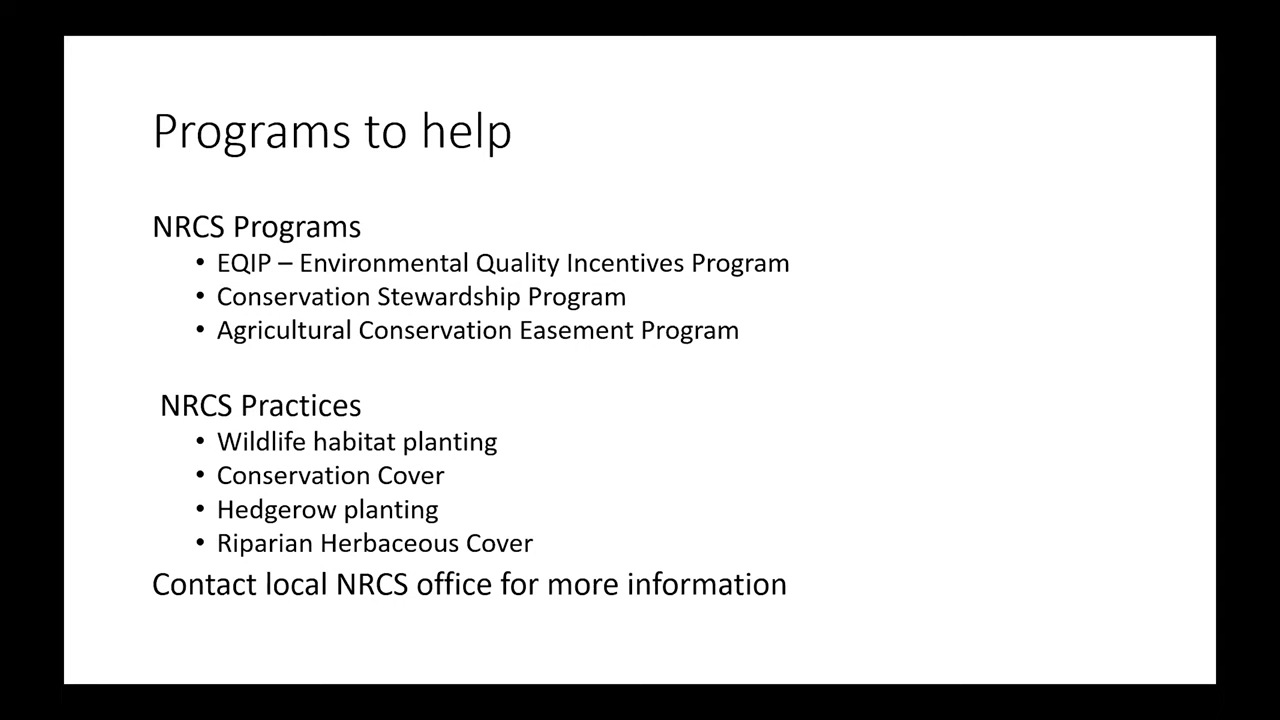 Programs to help
NRCS Programs
• EQIP – Environmental Quality Incentives Program
• Conservation Stewardship Program
• Agricultural Conservation Easement Program
NRCS Practices
• Wildlife habitat planting
• Conservation Cover
• Hedgerow planting
• Riparian Herbaceous Cover
Contact local NRCS office for more information